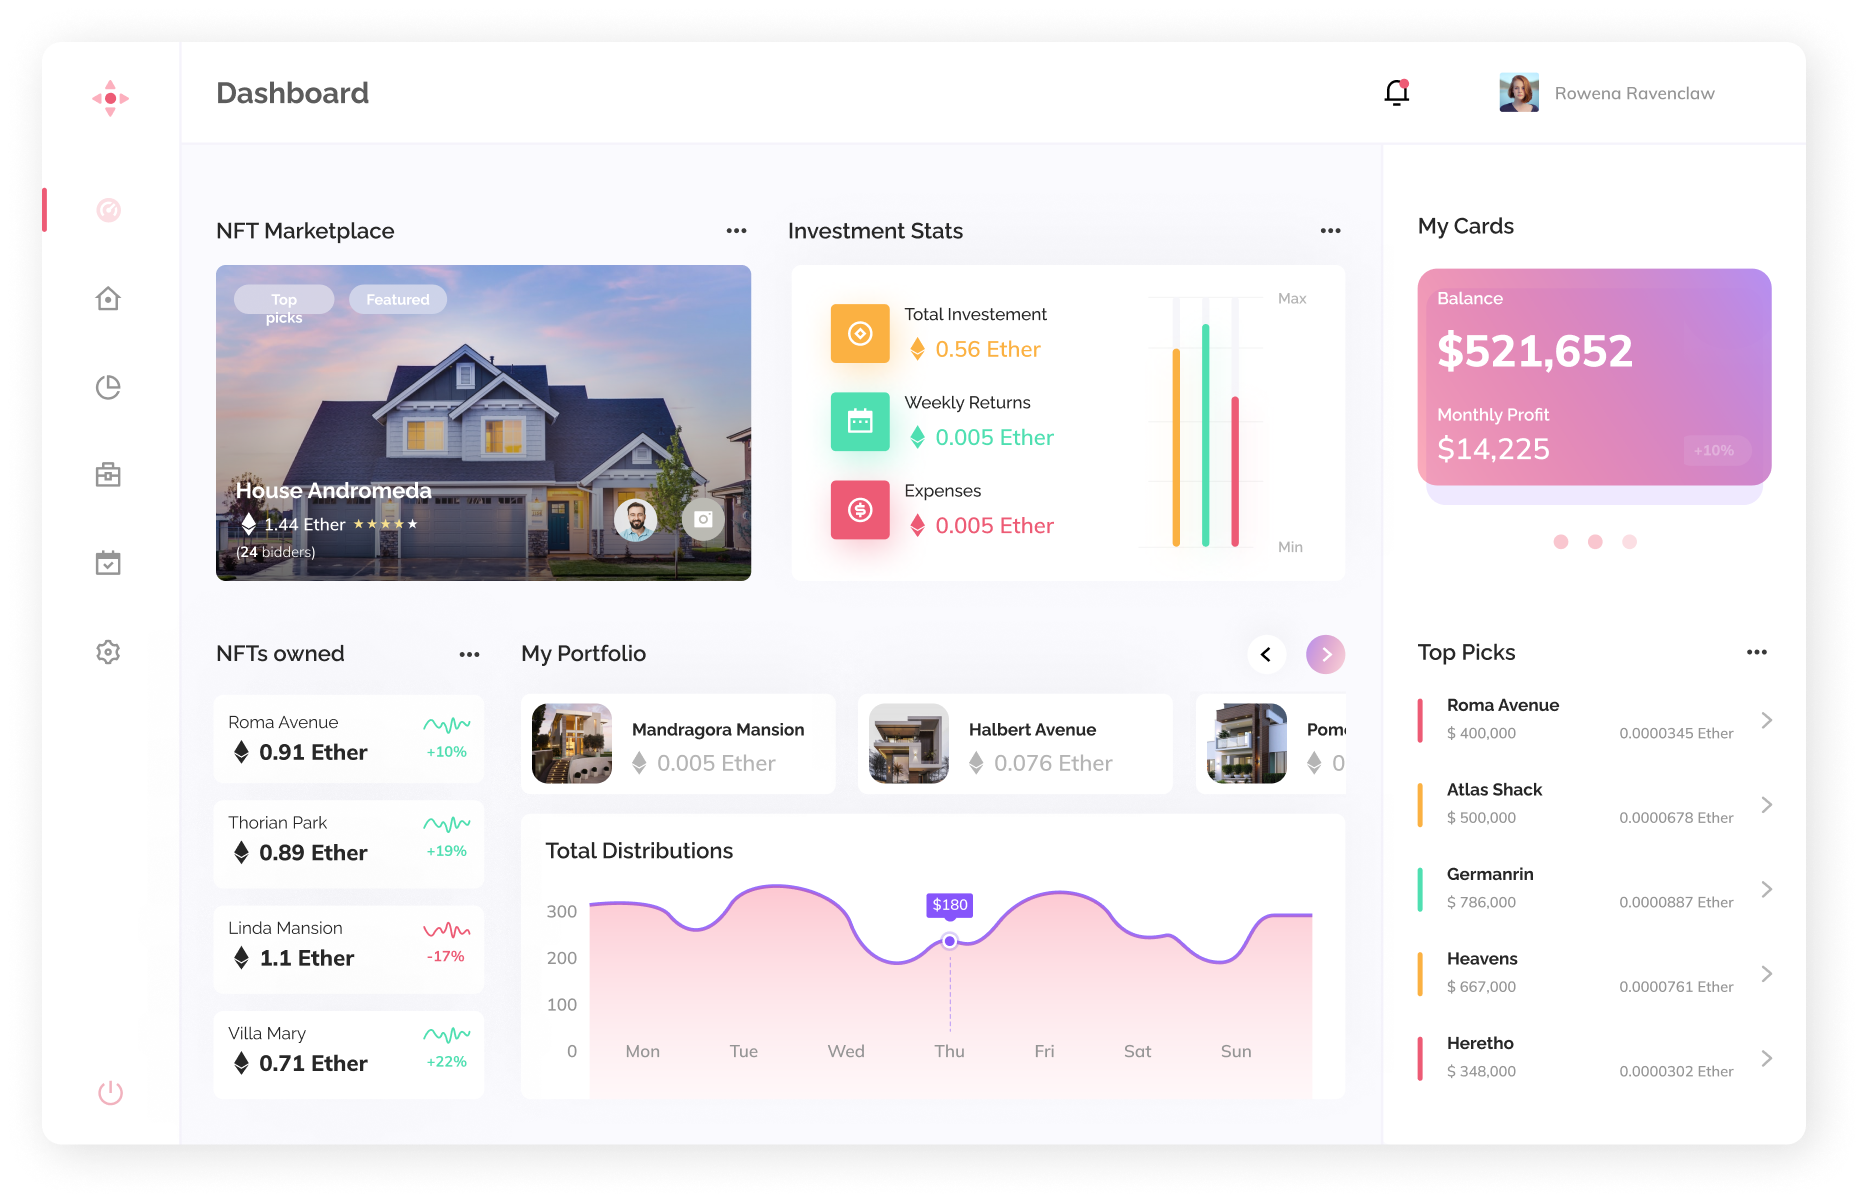 Dashboard
Rowena Ravenclaw
NFT Marketplace
Top
picks
Featured
House Andromeda
1.44 Ether
(24 bidders)
Investment Stats
Total Investement
0.56 Ether
Weekly Returns
0.005 Ether
Expenses
0.005 Ether
Max
Min
My Cards
Balance
$521,652
Monthly Profit
$14,225
+10%
NFTs owned
Roma Avenue
0.91 Ether
+10%
Thorian Park
0.89 Ether
+19%
Linda Mansion
1.1 Ether
-17%
Villa Mary
0.71 Ether
+22%
My Portfolio
Mandragora Mansion
0.005 Ether
Halbert Avenue
0.076 Ether
Pom
0
Total Distributions
$180
300
200
100
0
Mon Tue Wed Thu Fri Sat Sun
Top Picks
Roma Avenue
$ 400,000 0.0000345 Ether
Atlas Shack
$ 500,000 0.0000678 Ether
Germanrin
$ 786,000 0.0000887 Ether
Heavens
$ 667,000 0.0000761 Ether
Heretho
$ 348,000 0.0000302 Ether